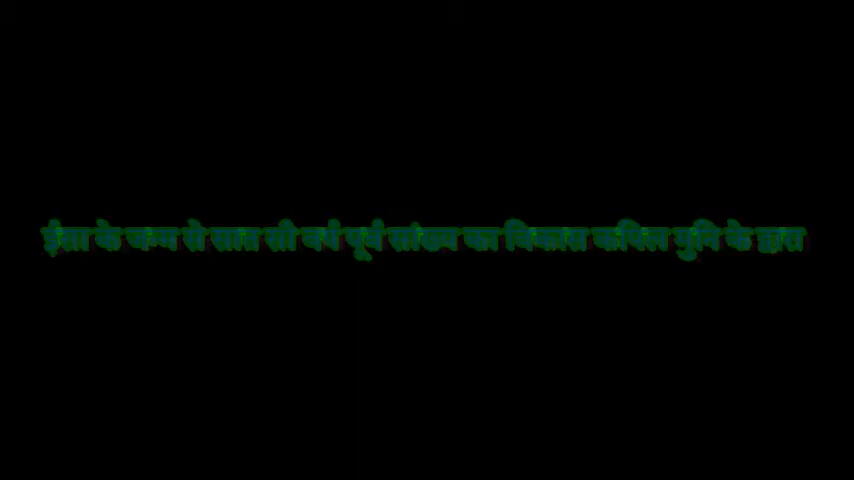 ईसा के जन्म से सात सौ वर्ष पूर्व सांख्य का विकास कपिल मुनि के द्वारा